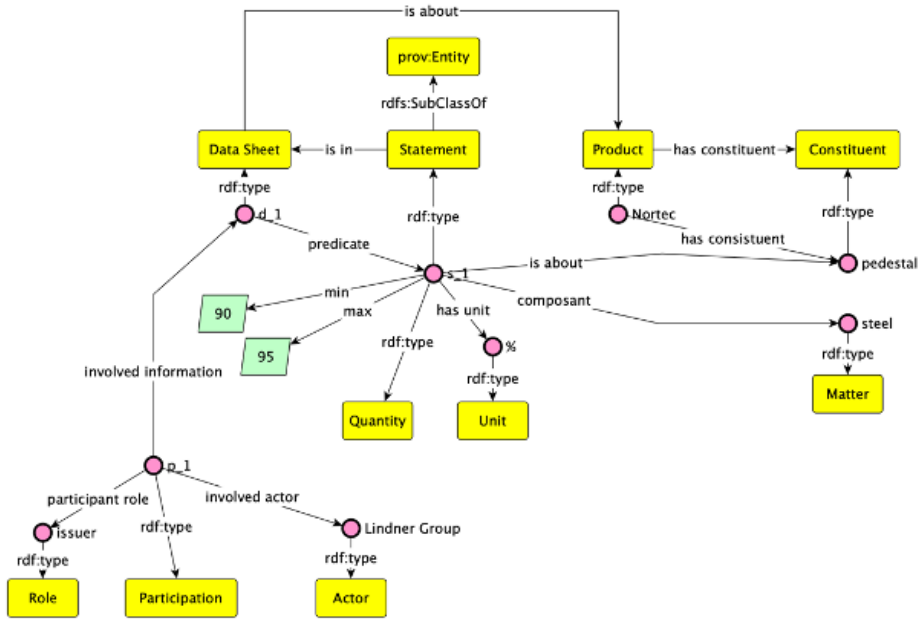 is about
prov:Entity
rdfs:SubClassOf
Data Sheet
is in
Statement
Product
has constituent
Constituent
rdf:type
rdf:type
d_1
rdf:type
Nortec
rdf:type
predicate
has consistuent
is about
pedestal
s_1
min
composant
90
max
has unit
steel
95
rdf:type
%
rdf:type
involved information
rdf:type
Matter
Quantity
Unit
p_1
participant role
involved actor
issuer
rdf:type
Lindner Group
rdf:type
rdf:type
Role
Participation
Actor